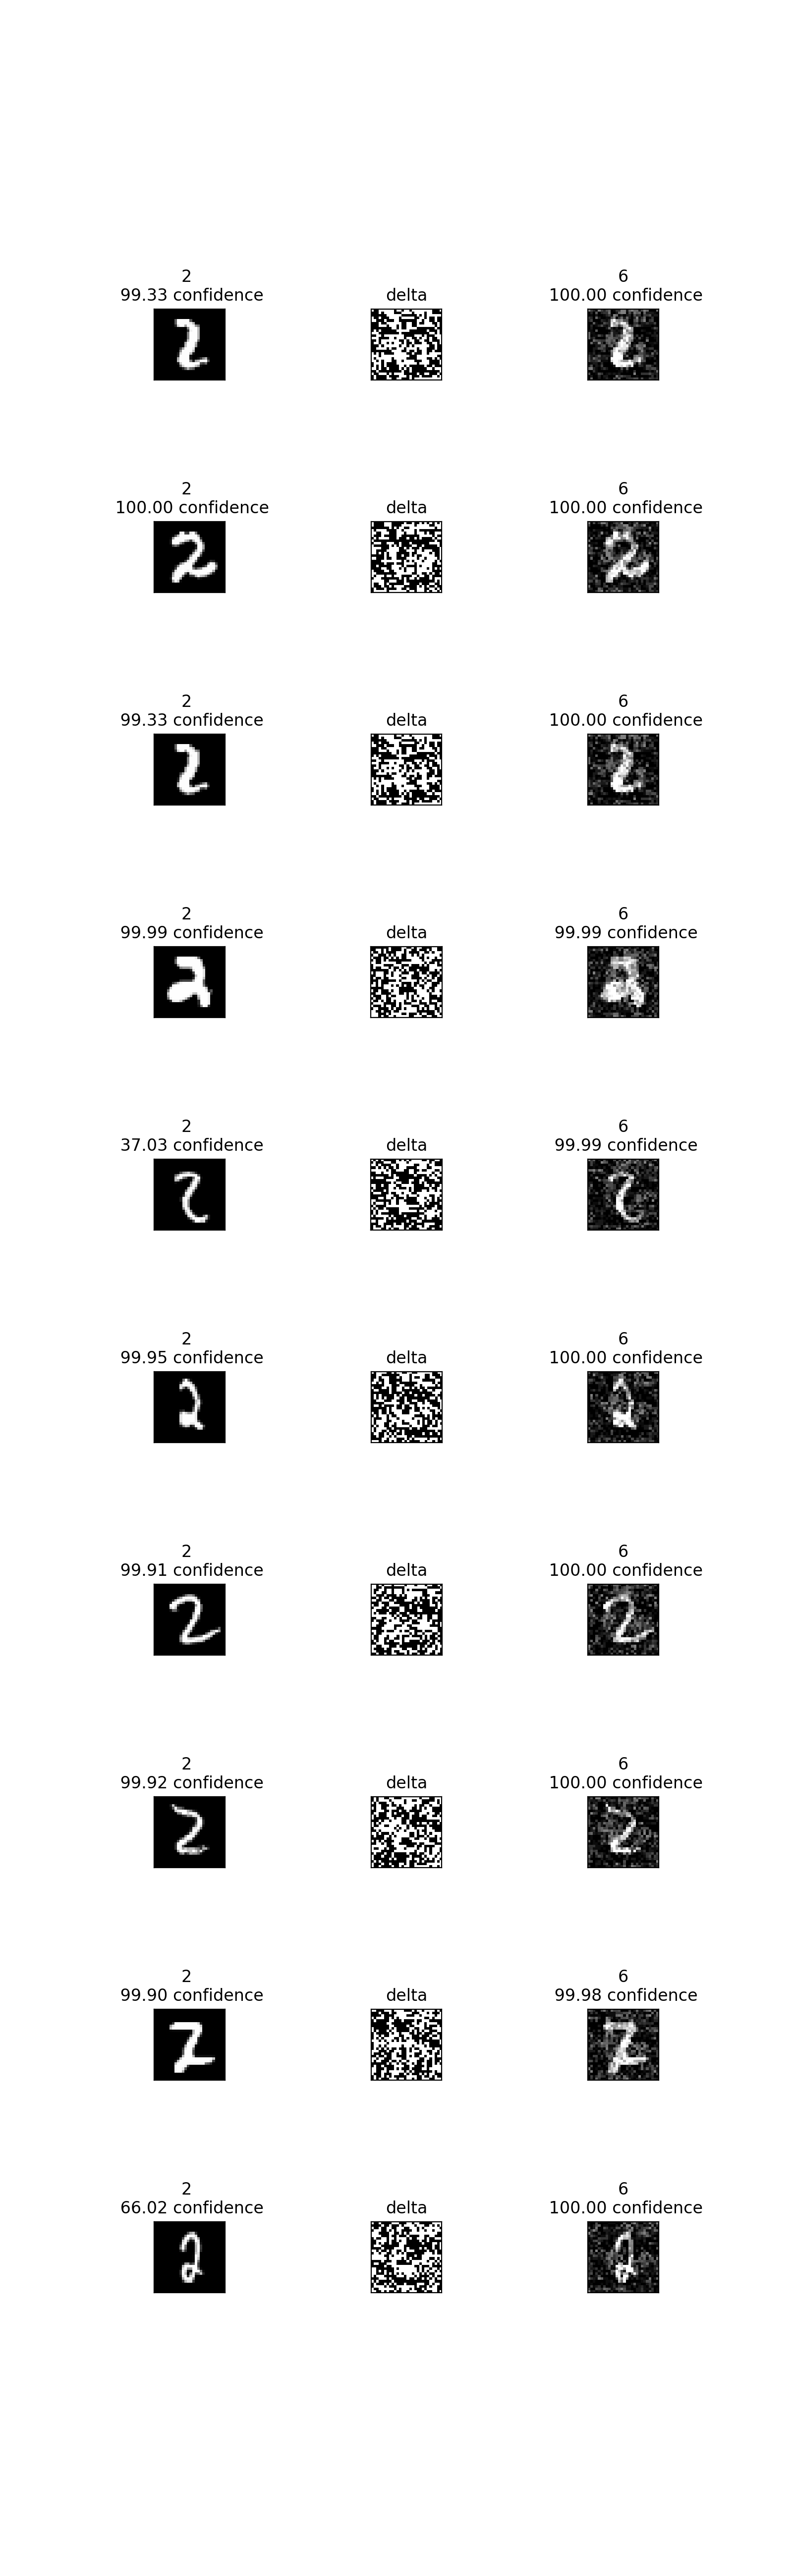 2
99.33 confidence
delta
6
100.00 confidence
2
100.00 confidence
delta
6
100.00 confidence
2
99.33 confidence
delta
6
100.00 confidence
2
99.99 confidence
delta
6
99.99 confidence
2
37.03 confidence
delta
6
99.99 confidence
2
99.95 confidence
delta
6
100.00 confidence
2
99.91 confidence
delta
6
100.00 confidence
2
99.92 confidence
delta
6
100.00 confidence
2
99.90 confidence
delta
6
99.98 confidence
2
66.02 confidence
delta
6
100.00 confidence